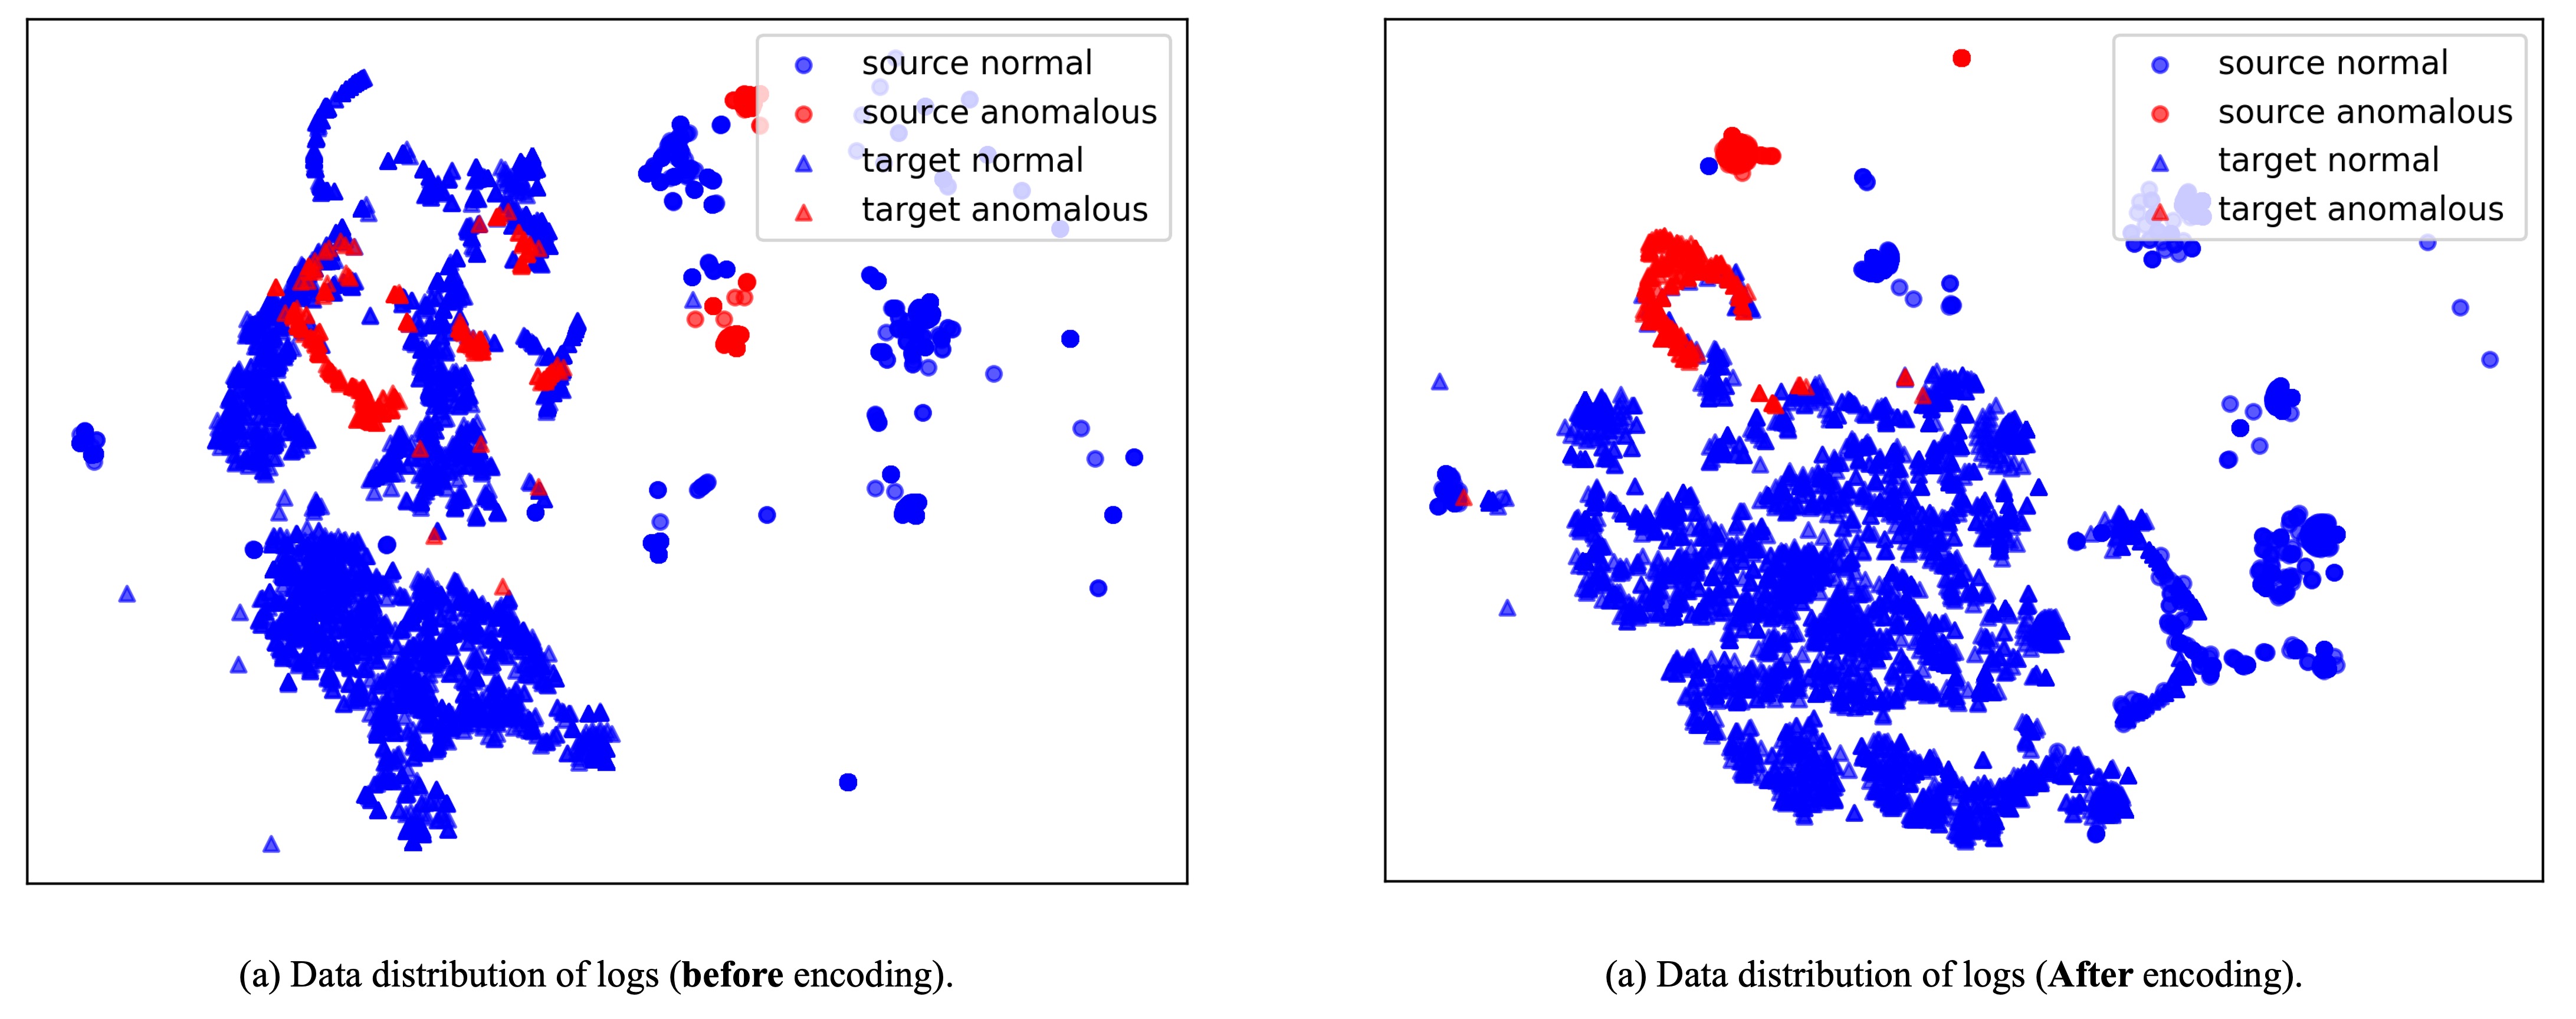 source normal
source anomalous
target normal
target anomalous
source normal
source anomalous
target normal
target anomalous
(a) Data distribution of logs (before encoding).
(a) Data distribution of logs (After encoding).